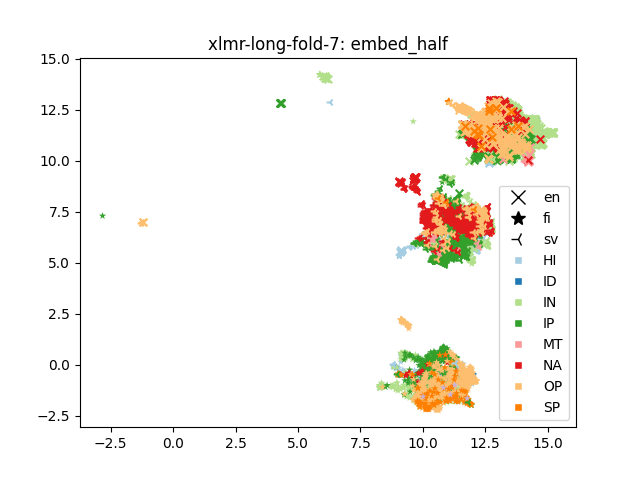 xlmr-long-fold-7: embed_half
15.0
12.5
10.0
7.5
5.0
2.5
0.0
−2.5
−2.5
0.0
2.5
5.0
7.5
10.0
12.5
15.0
en
fi
sv
HI
ID
IN
IP
MT
NA
OP
SP